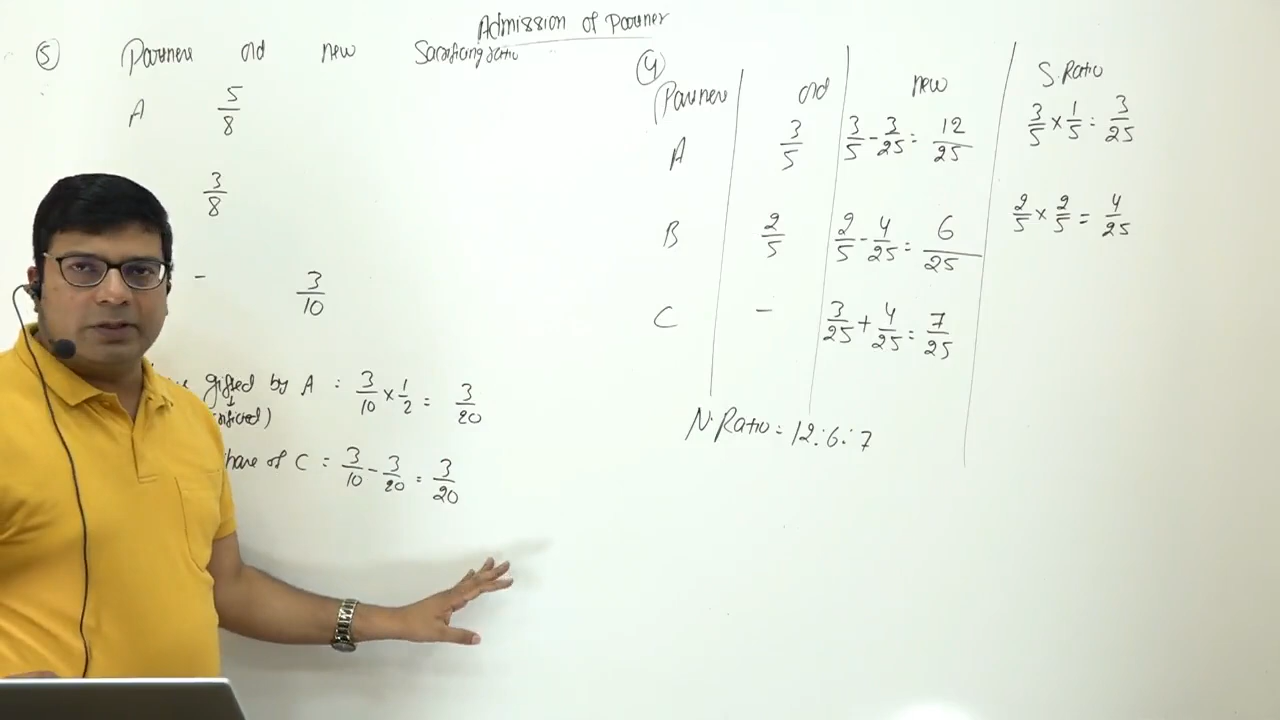 Admission of Partner
⑤ Partners old new Sacrificing ratio
A 5/8
3/8
- 3/10
gifted by A : 3/10 × 1/2 = 3/20
↓
share of C : 3/10 - 3/20 = 3/20
④
Partners old new S.Ratio
A 3/5 3/5 - 3/25 = 12/25 3/5 × 1/5 = 3/25
B 2/5 2/5 - 4/25 = 6/25 2/5 × 2/5 = 4/25
C - 3/25 + 4/25 = 7/25
N.Ratio = 12:6:7